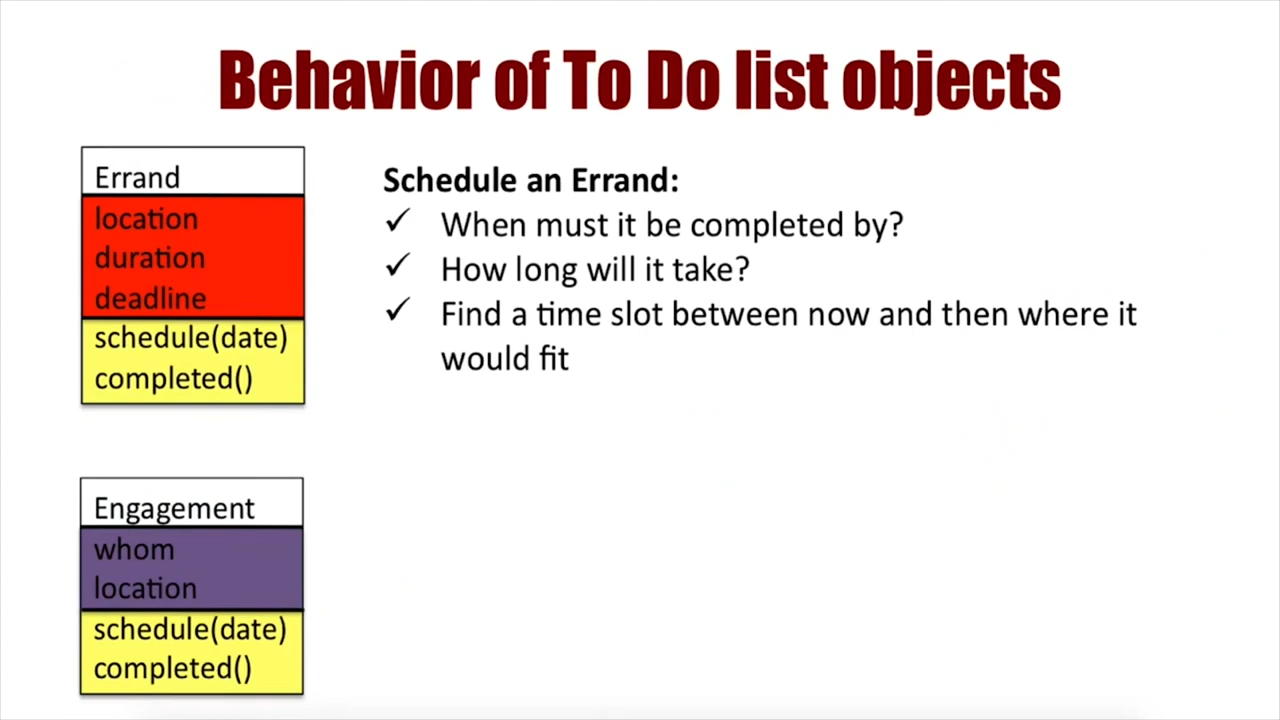 Behavior of To Do list objects
Errand
location
duration
deadline
schedule(date)
completed()
Schedule an Errand:
✓ When must it be completed by?
✓ How long will it take?
✓ Find a time slot between now and then where it
would fit
Engagement
whom
location
schedule(date)
completed()